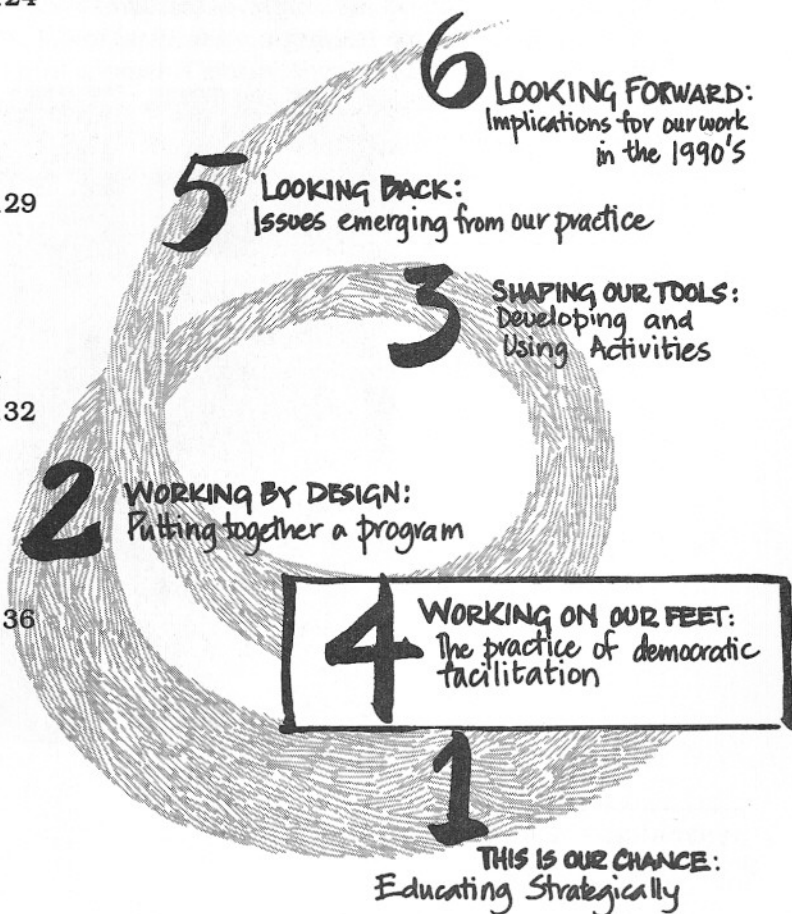 24
6
LOOKING FORWARD:
Implications for our work
in the 1990's
5
LOOKING BACK:
Issues emerging from our practice
29
3
SHAPING OUR TOOLS:
Developing and
Using Activities
32
2
WORKING BY DESIGN:
Putting together a program
36
4
WORKING ON OUR FEET:
The practice of democratic
facilitation
1
THIS IS OUR CHANCE:
Educating Strategically